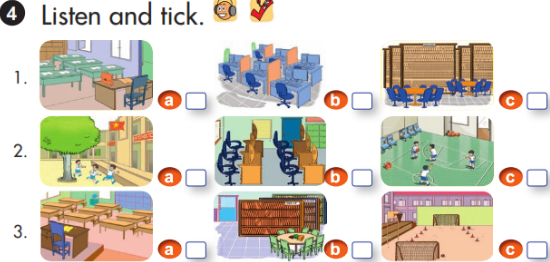 4 Listen and tick.
1. a b c
2. a b c
3. a b c